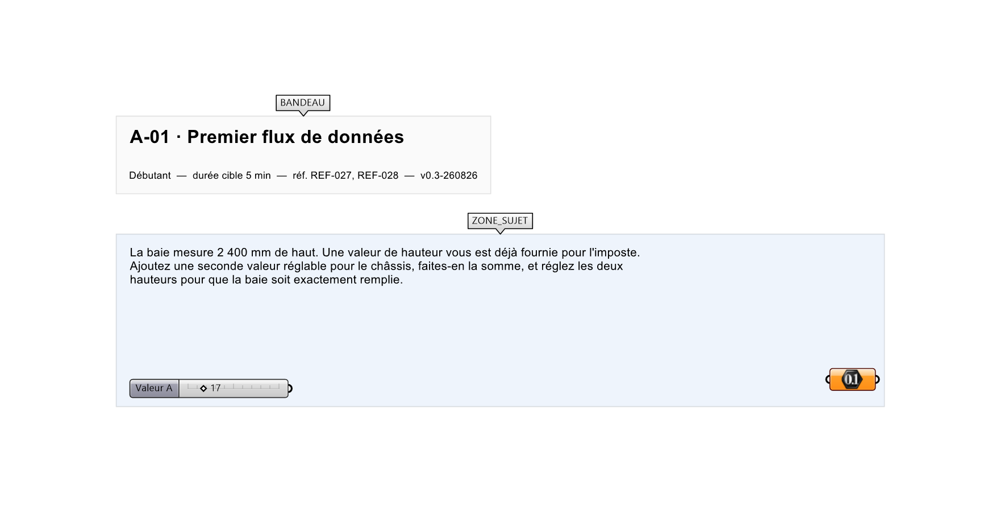 BANDEAU
A-01 · Premier flux de données
Débutant — durée cible 5 min — réf. REF-027, REF-028 — v0.3-260826
ZONE_SUJET
La baie mesure 2 400 mm de haut. Une valeur de hauteur vous est déjà fournie pour l'imposte.
Ajoutez une seconde valeur réglable pour le châssis, faites-en la somme, et réglez les deux
hauteurs pour que la baie soit exactement remplie.
Valeur A 17
0.1